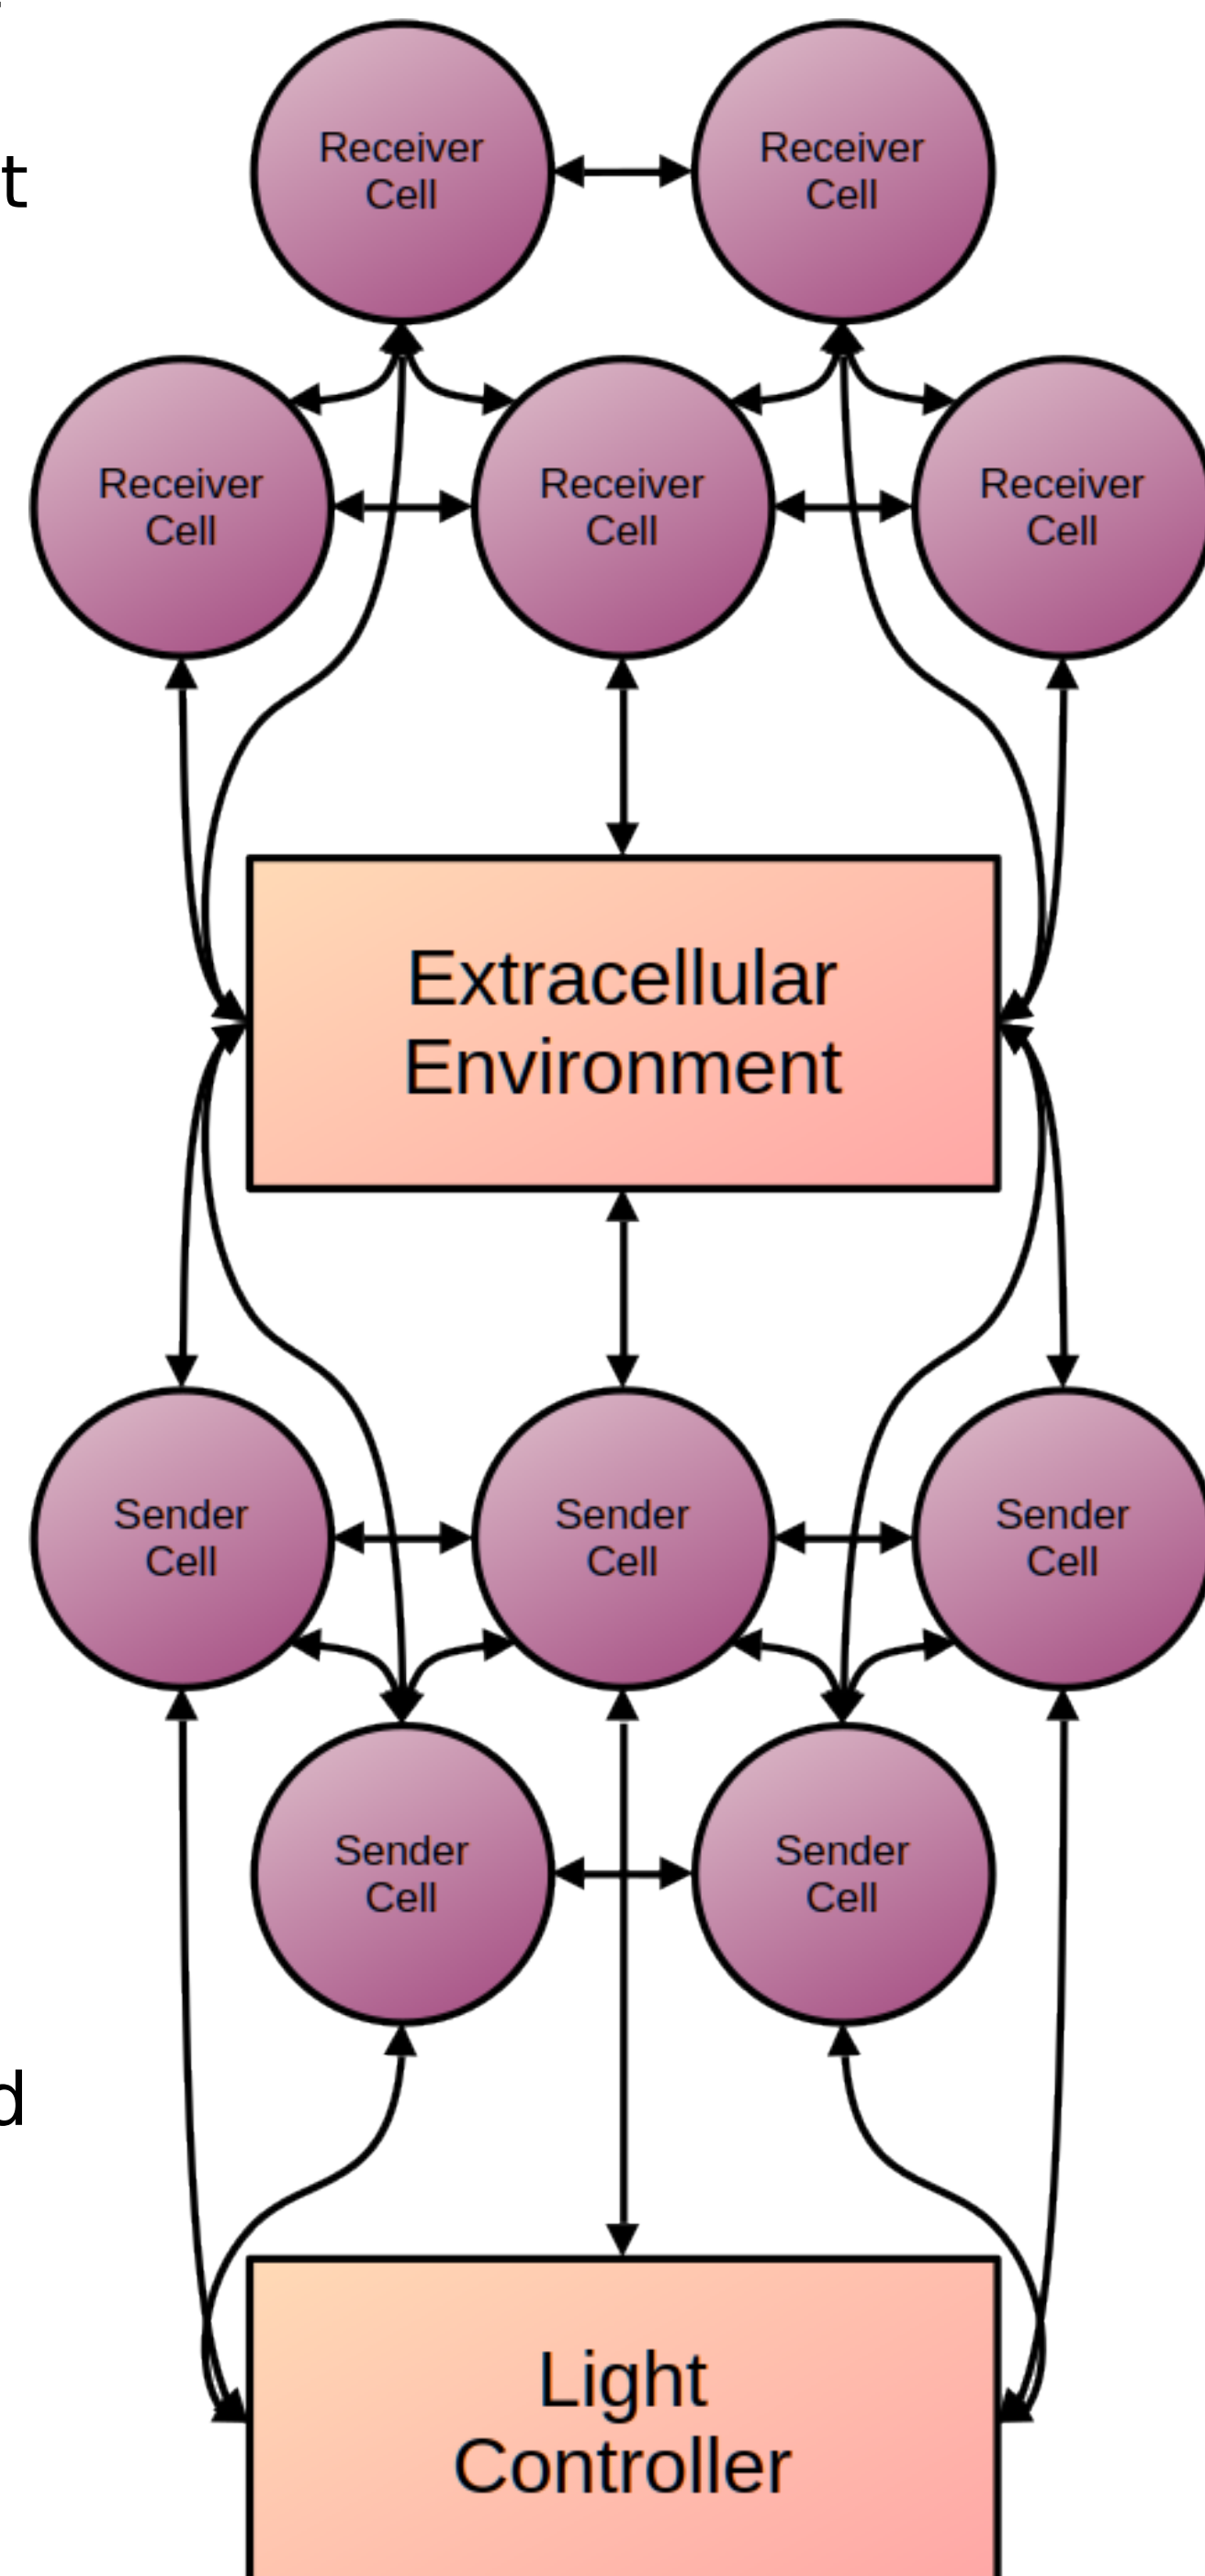 t
Receiver
Cell
Receiver
Cell
Receiver
Cell
Receiver
Cell
Receiver
Cell
Extracellular
Environment
Sender
Cell
Sender
Cell
Sender
Cell
Sender
Cell
Sender
Cell
d
Light
Controller